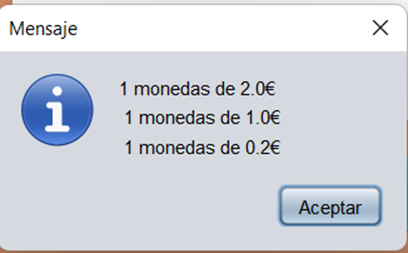 Mensaje
1 monedas de 2.0€
1 monedas de 1.0€
1 monedas de 0.2€
Aceptar